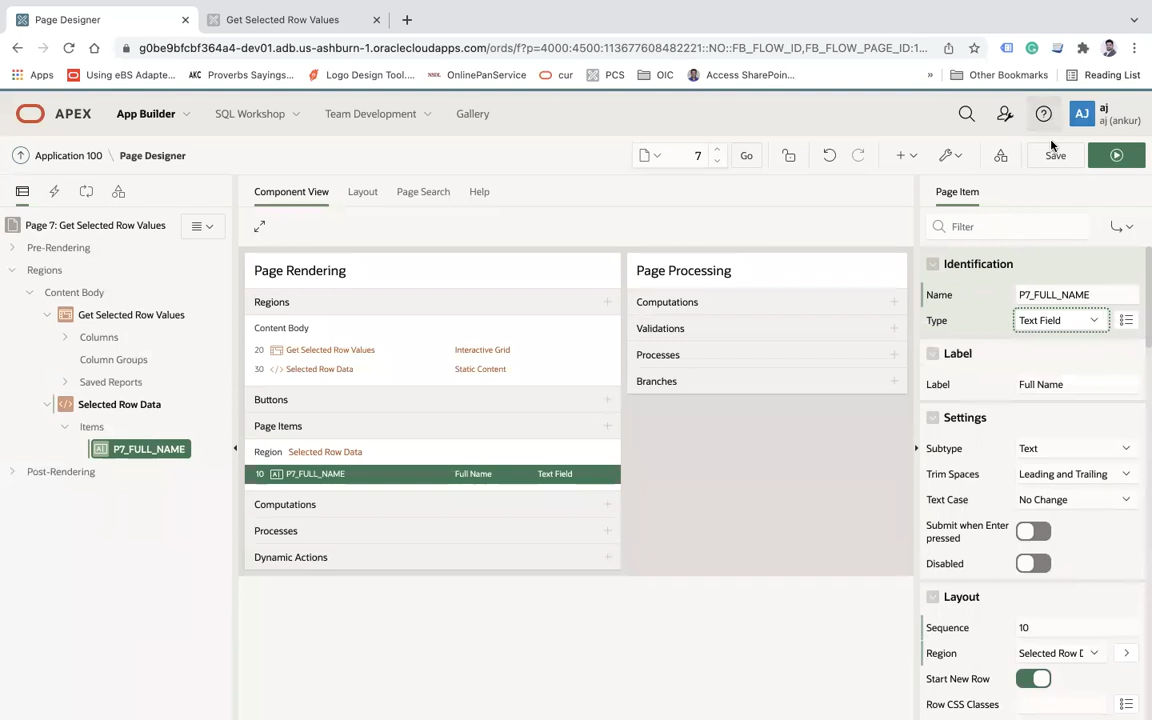 Page Designer
Get Selected Row Values
g0be9bfcbf364a4-dev01.adb.us-ashburn-1.oraclecloudapps.com/ords/f?p=4000:4500:113677608482221::NO::FB_FLOW_ID,FB_FLOW_PAGE_ID:1...
Apps Using eBS Adapte... AKC Proverbs Sayings... Logo Design Tool.... NSDL OnlinePanService cur PCS OIC Access SharePoin... » Other Bookmarks Reading List
APEX App Builder SQL Workshop Team Development Gallery AJ aj
aj (ankur)
Application 100 \ Page Designer 7 Go Save
Component View Layout Page Search Help Page Item
Page 7: Get Selected Row Values
Pre-Rendering
Regions
Content Body
Get Selected Row Values
Columns
Column Groups
Saved Reports
Selected Row Data
Items
P7_FULL_NAME
Post-Rendering
Page Rendering
Regions
Content Body
20 Get Selected Row Values Interactive Grid
30 Selected Row Data Static Content
Buttons
Page Items
Region Selected Row Data
10 P7_FULL_NAME Full Name Text Field
Computations
Processes
Dynamic Actions
Page Processing
Computations
Validations
Processes
Branches
Filter
Identification
Name P7_FULL_NAME
Type Text Field
Label
Label Full Name
Settings
Subtype Text
Trim Spaces Leading and Trailing
Text Case No Change
Submit when Enter
pressed
Disabled
Layout
Sequence 10
Region Selected Row D
Start New Row
Row CSS Classes